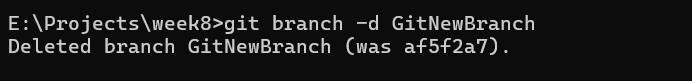 E:\Projects\week8>git branch -d GitNewBranch
Deleted branch GitNewBranch (was af5f2a7).